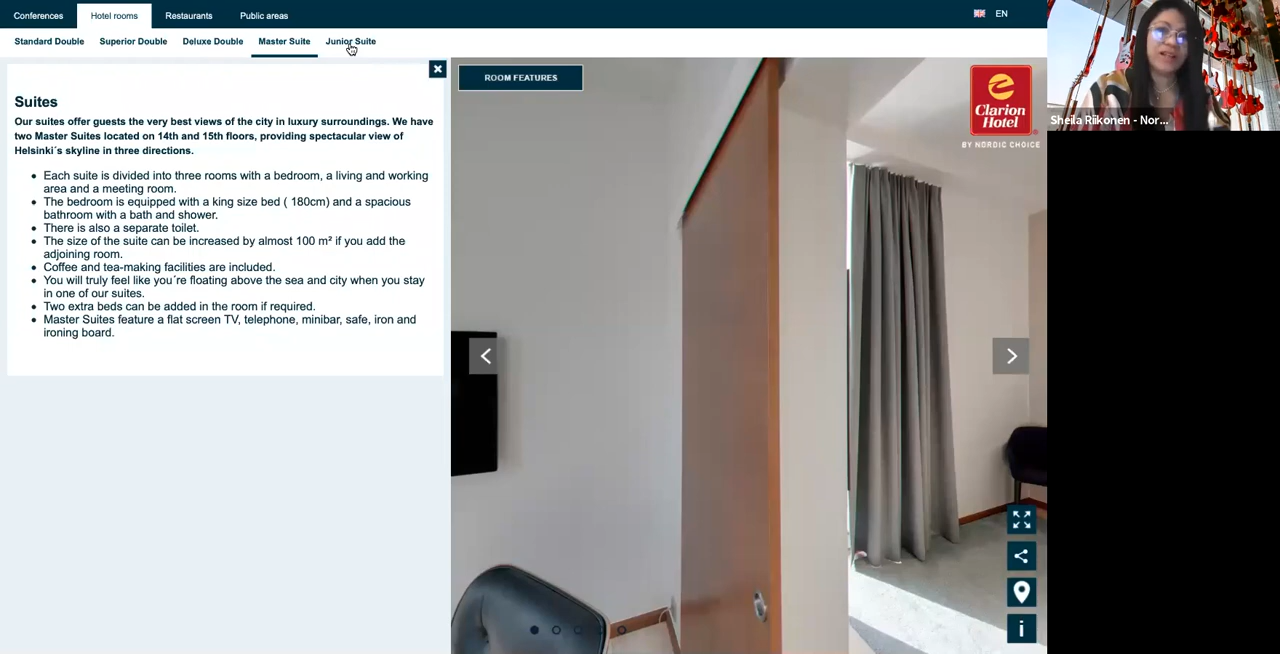 Conferences
Hotel rooms
Restaurants
Public areas
EN
Standard Double
Superior Double
Deluxe Double
Master Suite
Junior Suite
Suites
Our suites offer guests the very best views of the city in luxury surroundings. We have
two Master Suites located on 14th and 15th floors, providing spectacular view of
Helsinki´s skyline in three directions.
Each suite is divided into three rooms with a bedroom, a living and working
area and a meeting room.
The bedroom is equipped with a king size bed ( 180cm) and a spacious
bathroom with a bath and shower.
There is also a separate toilet.
The size of the suite can be increased by almost 100 m² if you add the
adjoining room.
Coffee and tea-making facilities are included.
You will truly feel like you´re floating above the sea and city when you stay
in one of our suites.
Two extra beds can be added in the room if required.
Master Suites feature a flat screen TV, telephone, minibar, safe, iron and
ironing board.
ROOM FEATURES
Clarion
Hotel
BY NORDIC CHOICE
Sheila Riikonen - Nor...